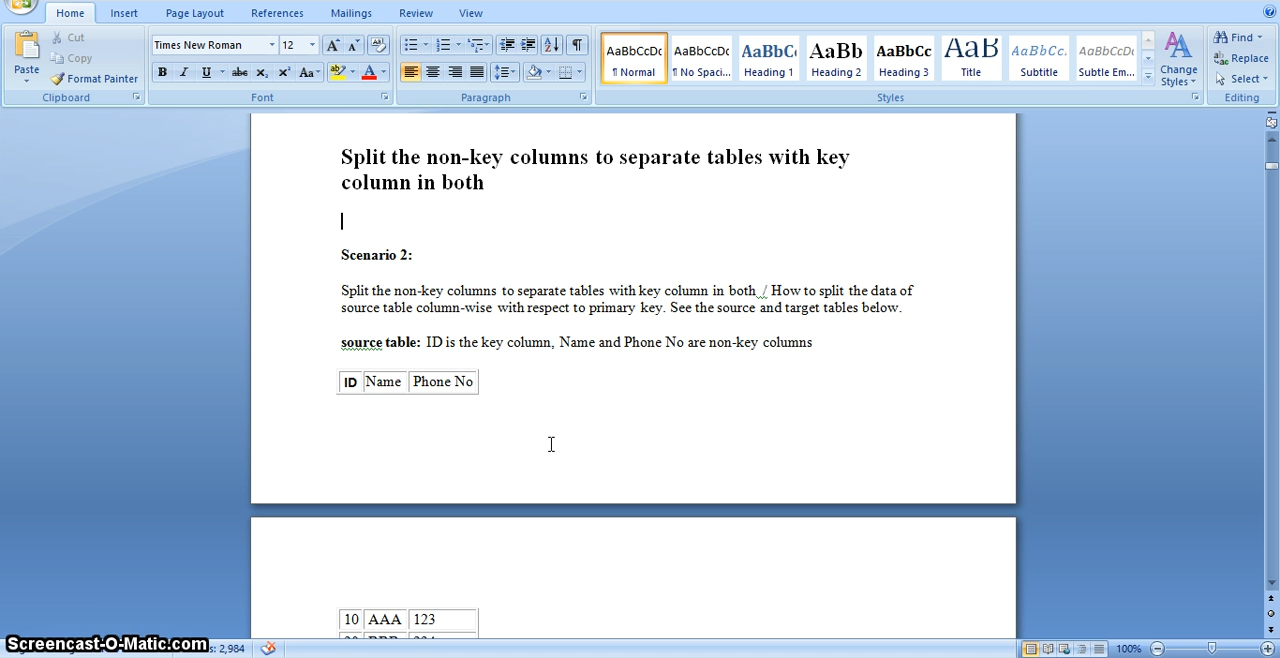 Home Insert Page Layout References Mailings Review View
Paste
Cut
Copy
Format Painter
Clipboard
Times New Roman 12
Font
Paragraph
AaBbCcDc AaBbCcDc AaBbC AaBb AaBbCc AaB AaBbCc. AaBbCcDc
¶ Normal ¶ No Spaci... Heading 1 Heading 2 Heading 3 Title Subtitle Subtle Em...
Change Styles
Styles
Find
Replace
Select
Editing
Split the non-key columns to separate tables with key
column in both
Scenario 2:
Split the non-key columns to separate tables with key column in both / How to split the data of
source table column-wise with respect to primary key. See the source and target tables below.
source table: ID is the key column, Name and Phone No are non-key columns
ID Name Phone No
10 AAA 123
Screencast-O-Matic.com
: 2,984
100%